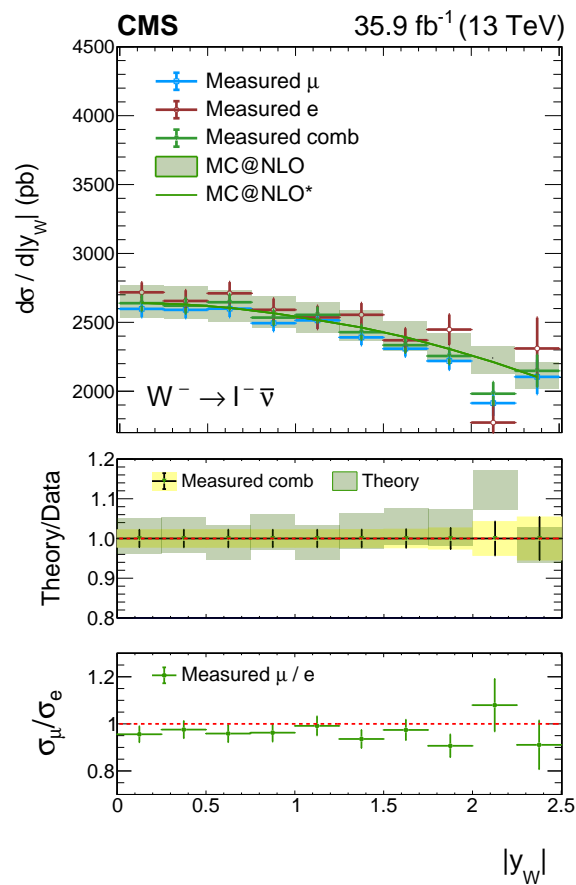 CMS 35.9 fb⁻¹ (13 TeV)
4500
4000
3500
3000
2500
2000
dσ / d|y_W| (pb)
Measured μ
Measured e
Measured comb
MC@NLO
MC@NLO*
W⁻ → l⁻ ν̄
1.2
1.1
1.0
0.9
0.8
Theory/Data
Measured comb Theory
1.2
1
0.8
σ_μ/σ_e
Measured μ / e
0 0.5 1 1.5 2 2.5
|y_W|